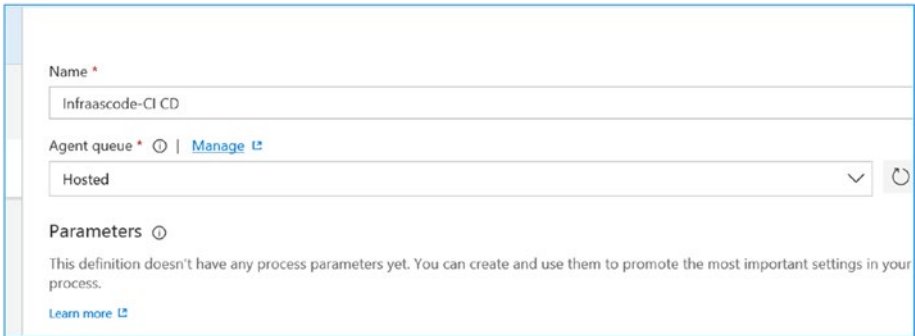 Name *
Infraascode-CI CD
Agent queue * | Manage
Hosted
Parameters
This definition doesn't have any process parameters yet. You can create and use them to promote the most important settings in your
process.
Learn more